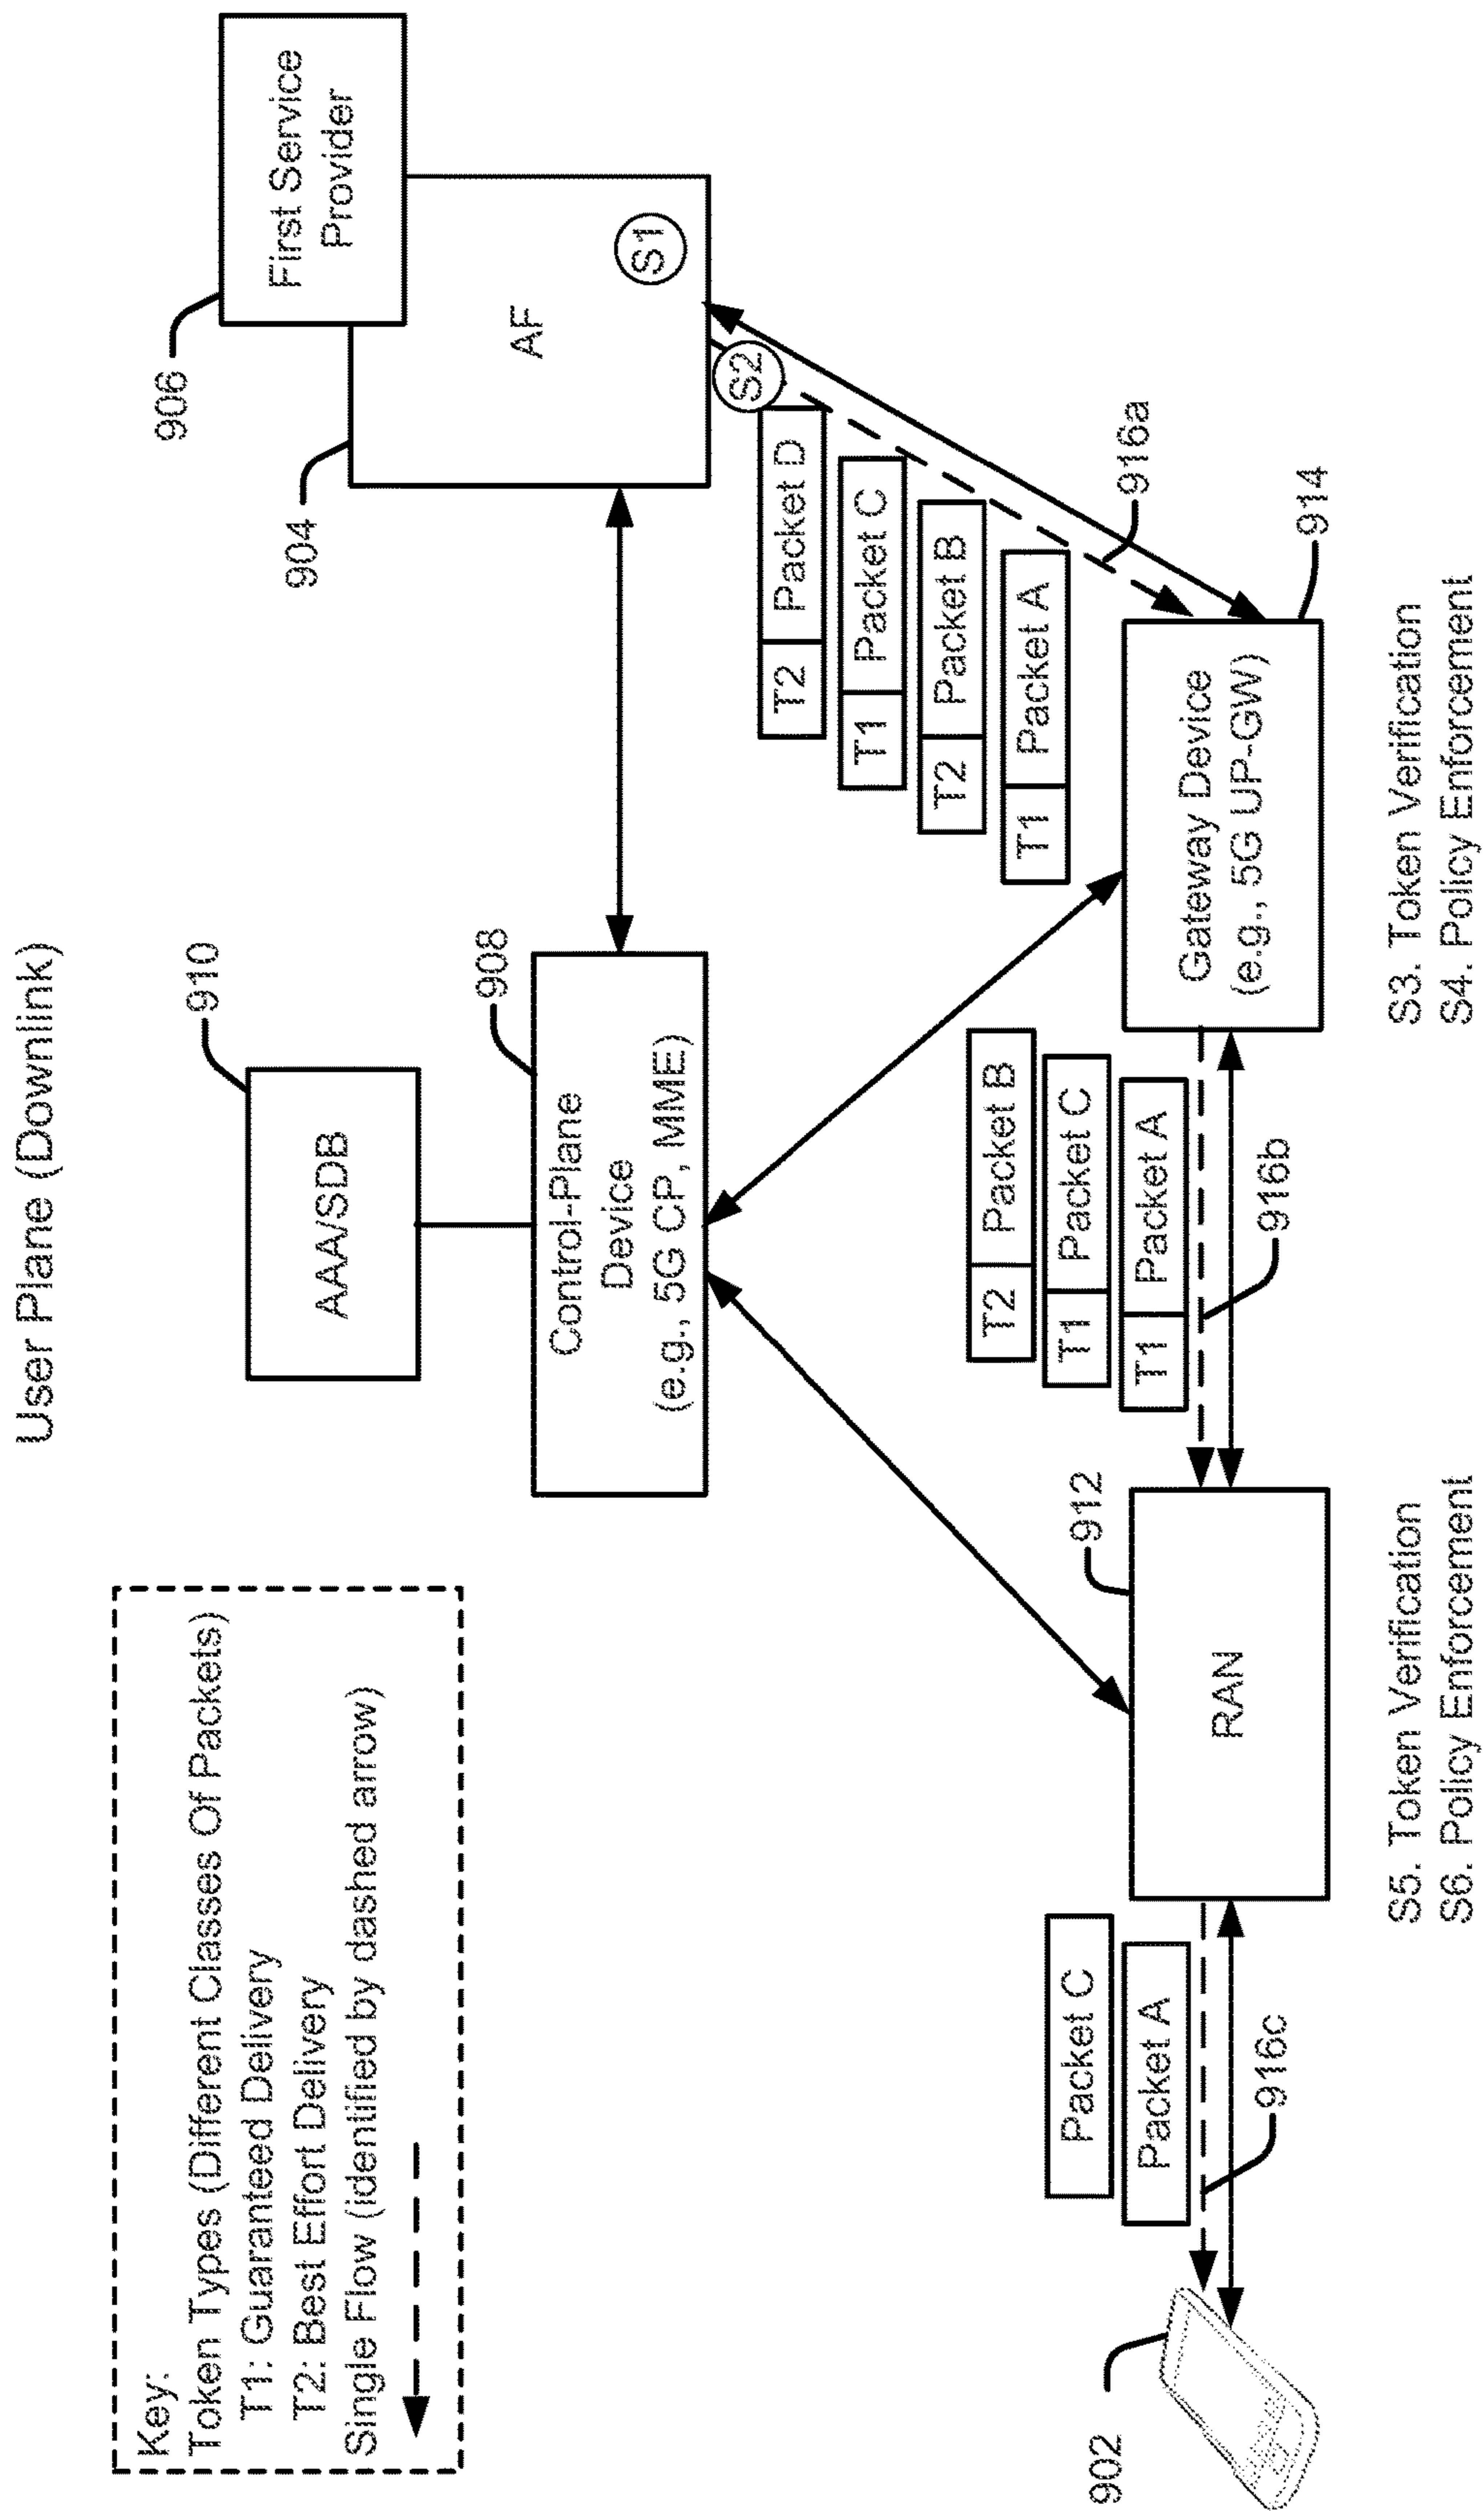 User Plane (Downlink)
Key:
Token Types (Different Classes Of Packets)
T1: Guaranteed Delivery
T2: Best Effort Delivery
Single Flow (identified by dashed arrow)
910
AAA/SDB
908
Control-Plane
Device
(e.g., 5G CP, MME)
906
First Service
Provider
904
AF
S1
S2
T2 Packet D
T1 Packet C
T2 Packet B
T1 Packet A
916a
914
Gateway Device
(e.g., 5G UP-GW)
S3. Token Verification
S4. Policy Enforcement
T2 Packet B
T1 Packet C
T1 Packet A
916b
912
RAN
S5. Token Verification
S6. Policy Enforcement
Packet C
Packet A
916c
902